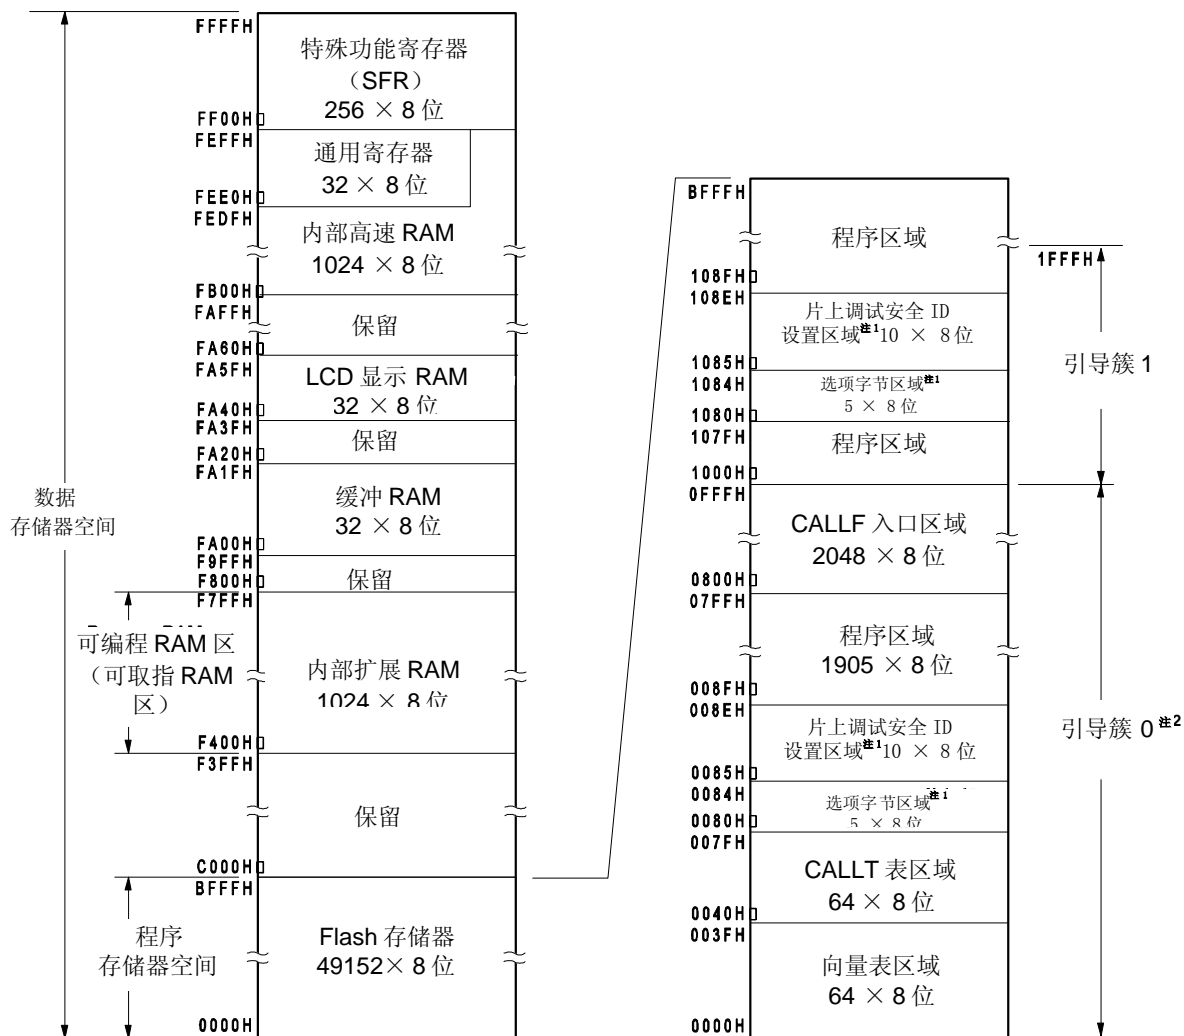 FFFFH
特殊功能寄存器
（SFR）
256 × 8 位
FF00H
FEFFH
通用寄存器
32 × 8 位
FEE0H
FEDFH
内部高速 RAM
1024 × 8 位
FB00H
FAFFH
保留
FA60H
FA5FH
LCD 显示 RAM
32 × 8 位
FA40H
FA3FH
保留
FA20H
FA1FH
缓冲 RAM
32 × 8 位
FA00H
F9FFH
保留
F800H
F7FFH
内部扩展 RAM
1024 × 8 位
F400H
F3FFH
保留
C000H
BFFFH
Flash 存储器
49152× 8 位
0000H
数据
存储器空间
可编程 RAM 区
（可取指 RAM
区）
程序
存储器空间
BFFFH
程序区域
108FH
108EH
片上调试安全 ID
设置区域注1 10 × 8 位
1085H
1084H
选项字节区域注1
5 × 8 位
1080H
107FH
程序区域
1000H
0FFFH
CALLF 入口区域
2048 × 8 位
0800H
07FFH
程序区域
1905 × 8 位
008FH
008EH
片上调试安全 ID
设置区域注1 10 × 8 位
0085H
0084H
选项字节区域注1
5 × 8 位
0080H
007FH
CALLT 表区域
64 × 8 位
0040H
003FH
向量表区域
64 × 8 位
0000H
1FFFH
引导簇 1
引导簇 0 注2